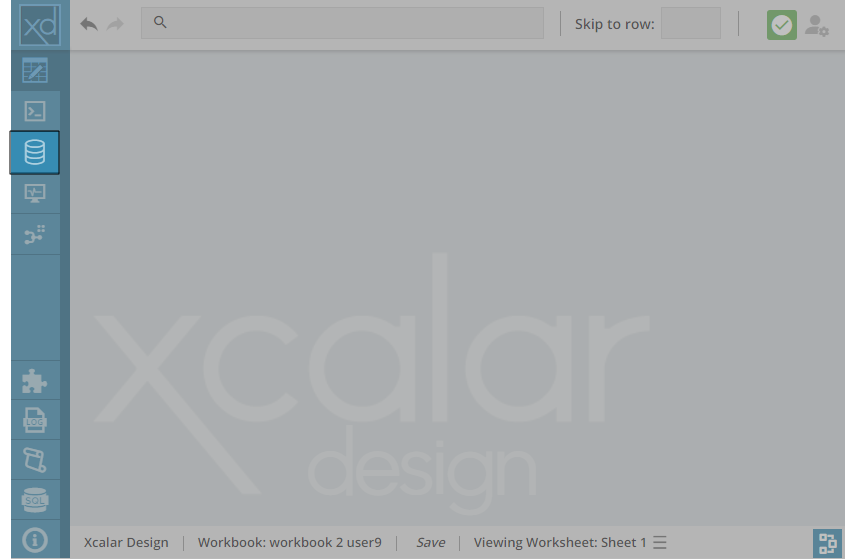 xd
Skip to row:
xcalar
design
LOG
SQL
Xcalar Design | Workbook: workbook 2 user9 | Save | Viewing Worksheet: Sheet 1